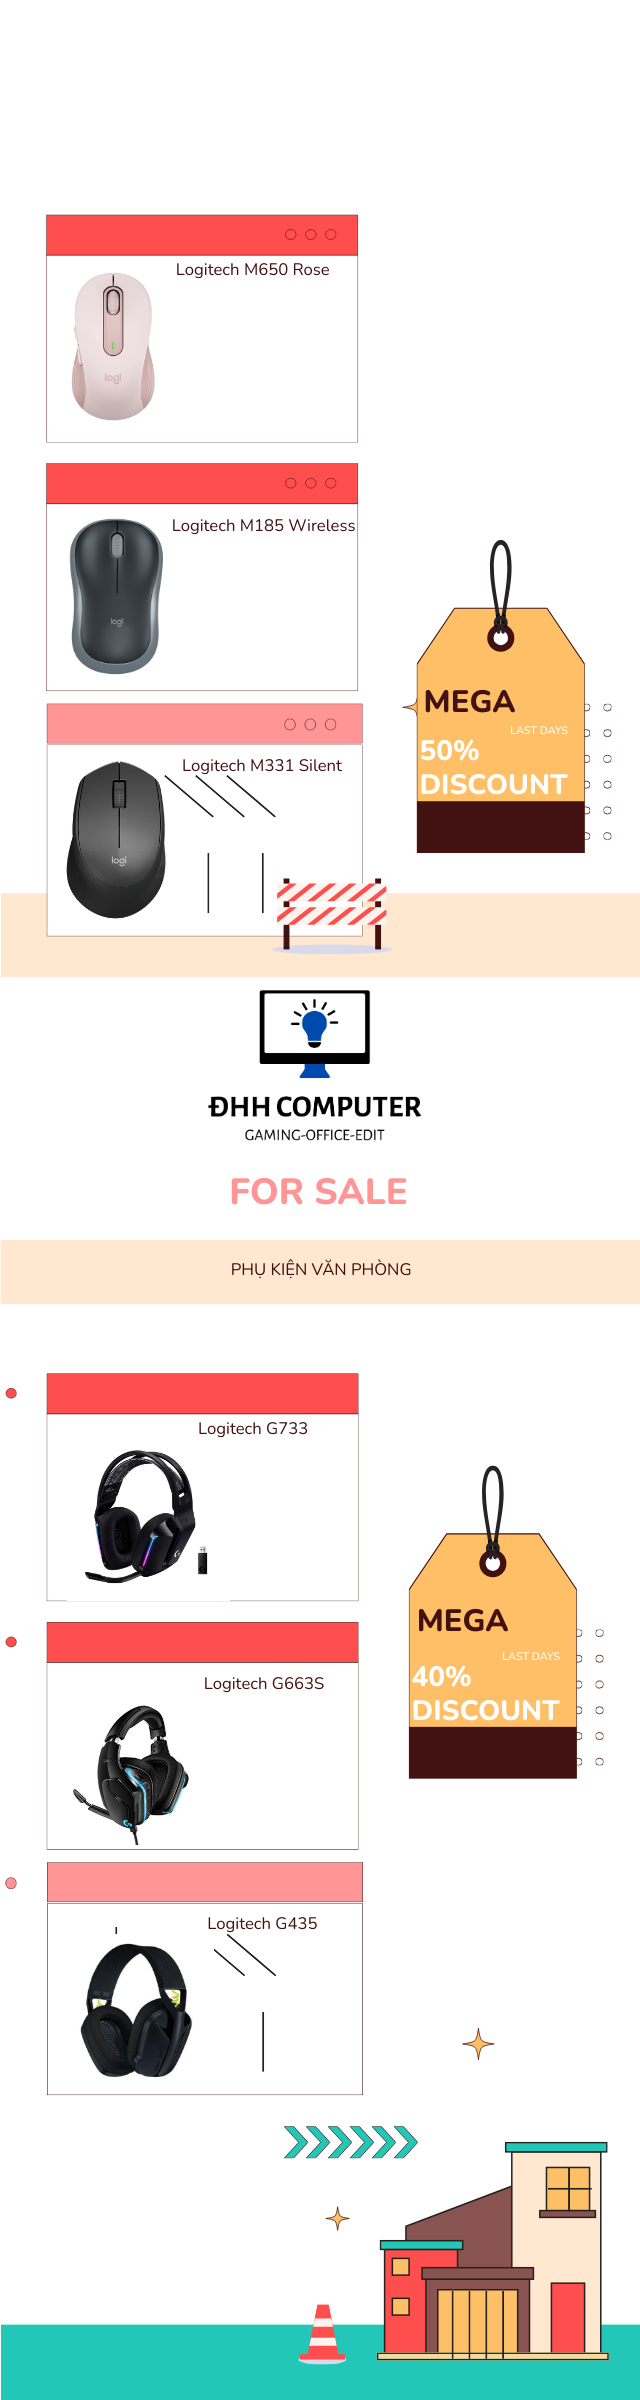 Logitech M650 Rose
logi
Logitech M185 Wireless
logi
MEGA
LAST DAYS
50%
DISCOUNT
Logitech M331 Silent
logi
ĐHH COMPUTER
GAMING-OFFICE-EDIT
FOR SALE
PHỤ KIỆN VĂN PHÒNG
Logitech G733
MEGA
LAST DAYS
40%
DISCOUNT
Logitech G663S
Logitech G435